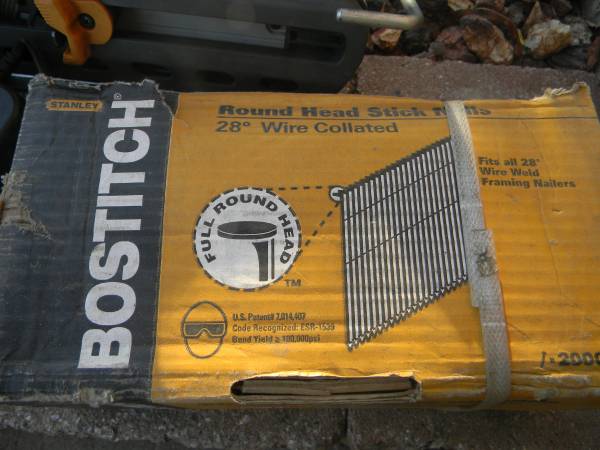 STANLEY
BOSTITCH®
Round Head Stick Nails
28° Wire Collated
Fits all 28°
Wire Weld
Framing Nailers
FULL ROUND HEAD
TM
U.S. Patent# 7,014,407
Code Recognized: ESR-1539
Bend Yield ≥ 100,000psi